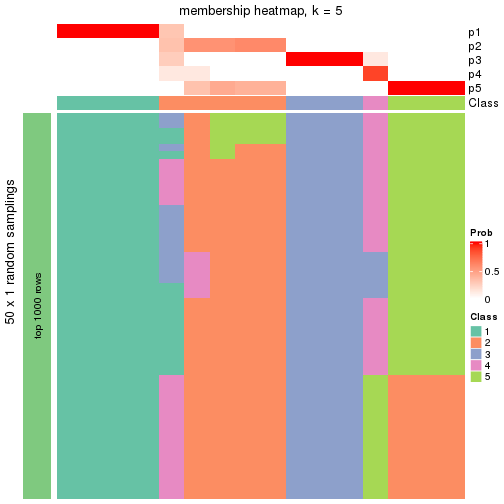 membership heatmap, k = 5
p1
p2
p3
p4
p5
Class
50 x 1 random samplings
top 1000 rows
Prob
1
0.5
0
Class
1
2
3
4
5